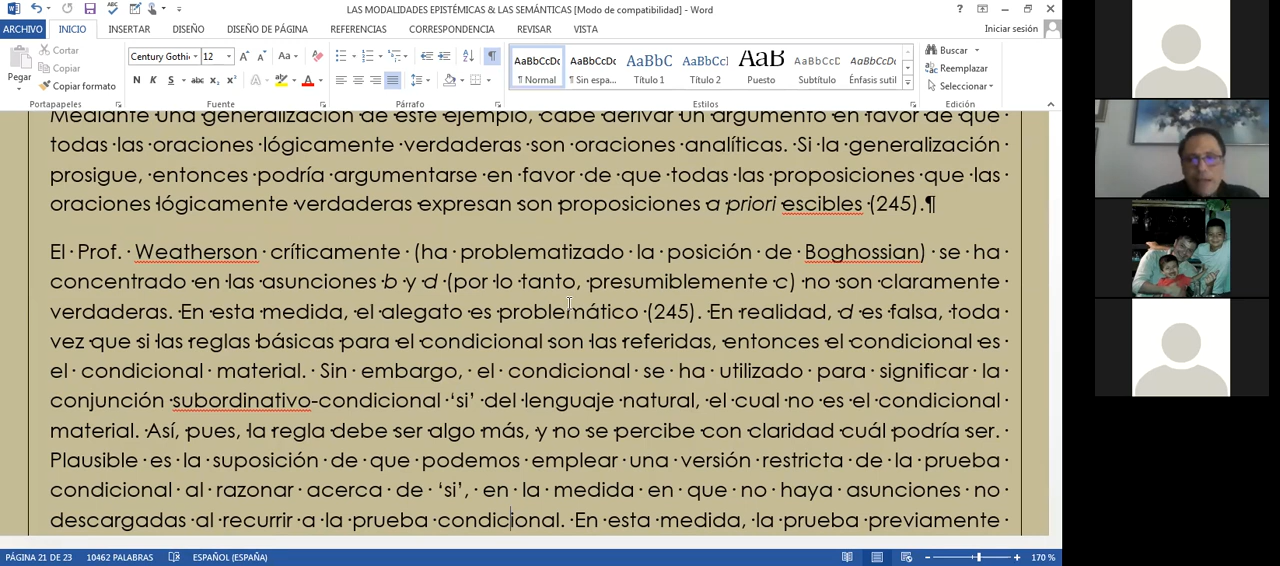 LAS MODALIDADES EPISTÉMICAS & LAS SEMÁNTICAS [Modo de compatibilidad] - Word
ARCHIVO INICIO INSERTAR DISEÑO DISEÑO DE PÁGINA REFERENCIAS CORRESPONDENCIA REVISAR VISTA Iniciar sesión
Pegar
Cortar
Copiar
Copiar formato
Portapapeles
Century Gothi 12
Fuente
Párrafo
AaBbCcDc AaBbCcDc AaBbC AaBbCcl AaB AaBbCcD AaBbCcDc
¶ Normal ¶ Sin espa... Título 1 Título 2 Puesto Subtítulo Énfasis sutil
Estilos
Buscar
Reemplazar
Seleccionar
Edición
Mediante una generalización de este ejemplo, cabe derivar un argumento en favor de que
todas las oraciones lógicamente verdaderas son oraciones analíticas. Si la generalización
prosigue, entonces podría argumentarse en favor de que todas las proposiciones que las
oraciones lógicamente verdaderas expresan son proposiciones a priori escibles (245).¶
El Prof. Weatherson críticamente (ha problematizado la posición de Boghossian) se ha
concentrado en las asunciones b y d (por lo tanto, presumiblemente c) no son claramente
verdaderas. En esta medida, el alegato es problemático (245). En realidad, d es falsa, toda
vez que si las reglas básicas para el condicional son las referidas, entonces el condicional es
el condicional material. Sin embargo, el condicional se ha utilizado para significar la
conjunción subordinativo-condicional ‘si’ del lenguaje natural, el cual no es el condicional
material. Así, pues, la regla debe ser algo más, y no se percibe con claridad cuál podría ser.
Plausible es la suposición de que podemos emplear una versión restricta de la prueba
condicional al razonar acerca de ‘si’, en la medida en que no haya asunciones no
descargadas al recurrir a la prueba condicional. En esta medida, la prueba previamente
PÁGINA 21 DE 23 10462 PALABRAS ESPAÑOL (ESPAÑA) 170 %